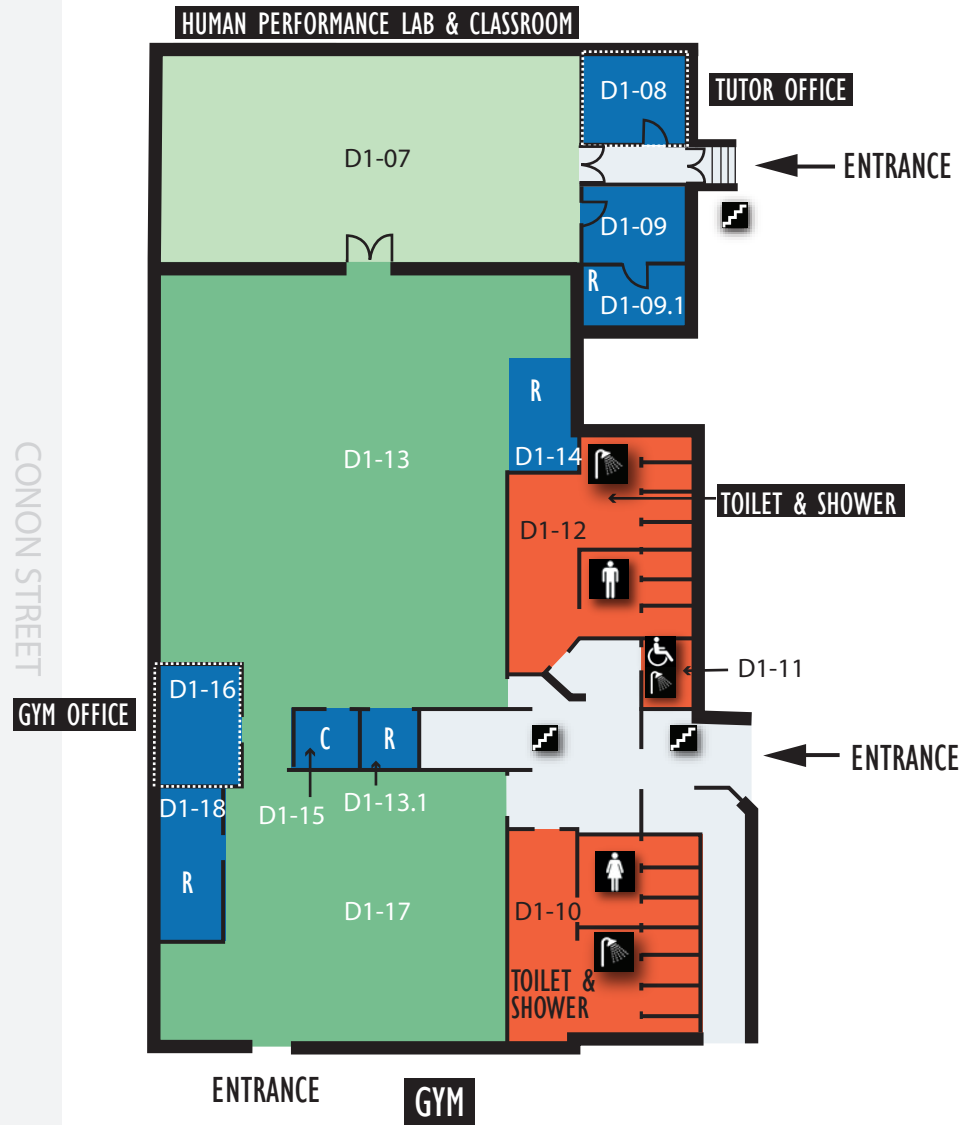 HUMAN PERFORMANCE LAB & CLASSROOM
D1-08
TUTOR OFFICE
D1-07
ENTRANCE
D1-09
R
D1-09.1
R
D1-13
D1-14
CONON STREET
TOILET & SHOWER
D1-12
D1-11
D1-16
GYM OFFICE
C
R
ENTRANCE
D1-18
D1-15
D1-13.1
R
D1-17
D1-10
TOILET &
SHOWER
ENTRANCE
GYM